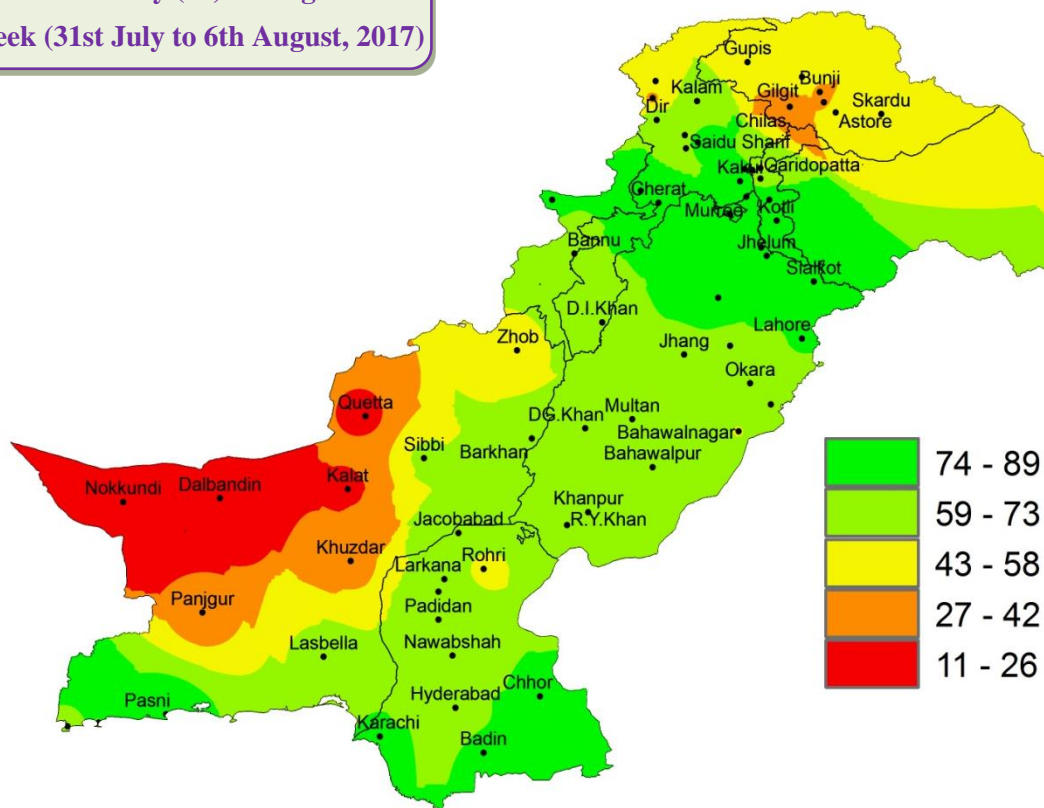 (31st July to 6th August, 2017)
Gupis
Bunji
Kalam
Gilgit
Skardu
Dir
Chilas
Astore
Saidu Sharif
Garidopatta
Cherat
Murree
Kotli
Bannu
Jhelum
Sialkot
D.I.Khan
Lahore
Zhob
Jhang
Okara
Quetta
DG.Khan
Multan
Bahawalnagar
Sibbi
Barkhan
Bahawalpur
Nokkundi
Dalbandin
Kalat
Khanpur
R.Y.Khan
Jacobabad
Khuzdar
Larkana
Rohri
Panjgur
Padidan
Lasbella
Nawabshah
Pasni
Hyderabad
Chhor
Karachi
Badin
74 - 89
59 - 73
43 - 58
27 - 42
11 - 26